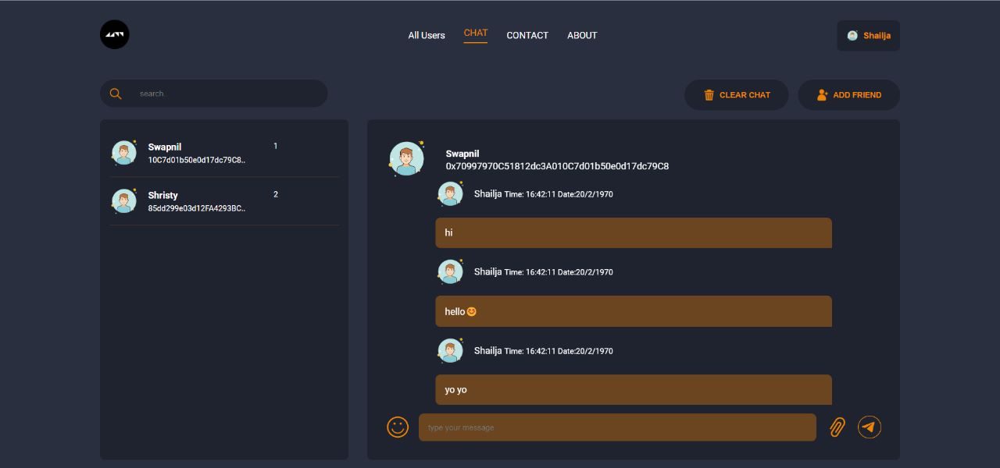 All Users CHAT CONTACT ABOUT Shailja
search..
CLEAR CHAT ADD FRIEND
Swapnil 1
10C7d01b50e0d17dc79C8..
Shristy 2
85dd299e03d12FA4293BC..
Swapnil
0x70997970C51812dc3A010C7d01b50e0d17dc79C8
Shailja Time: 16:42:11 Date:20/2/1970
hi
Shailja Time: 16:42:11 Date:20/2/1970
hello😊
Shailja Time: 16:42:11 Date:20/2/1970
yo yo
type your message